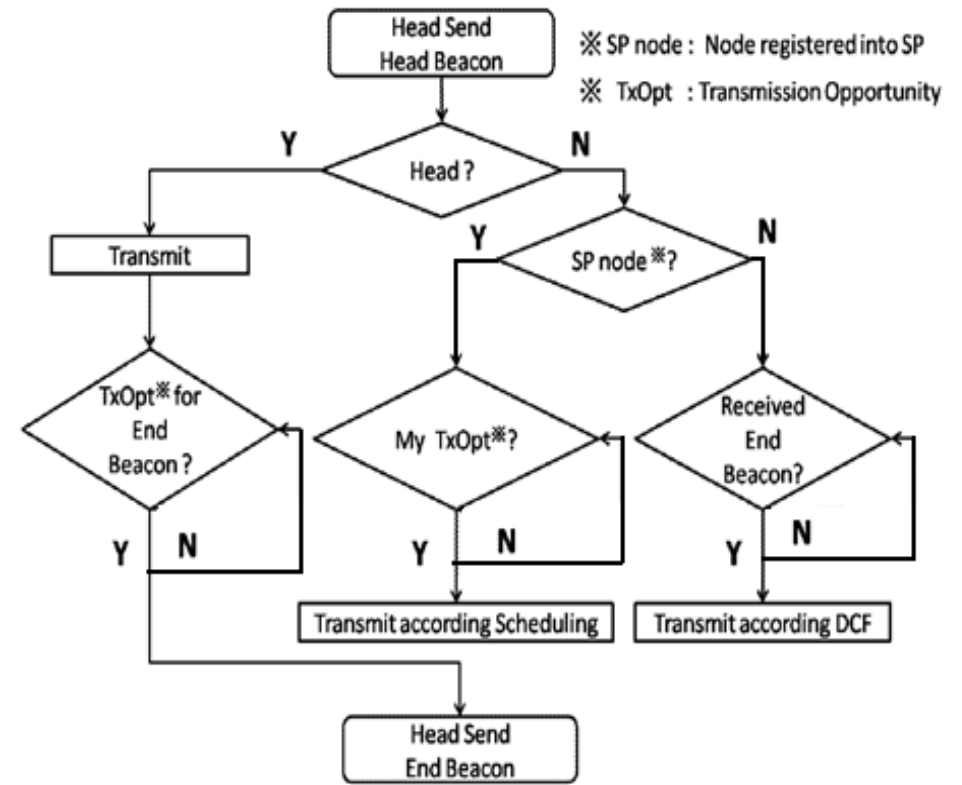 Head Send
Head Beacon
※ SP node : Node registered into SP
※ TxOpt : Transmission Opportunity
Y
N
Head ?
Transmit
Y
N
SP node ※?
TxOpt※ for
End
Beacon ?
My TxOpt※?
Received
End
Beacon?
Y
N
Y
N
Y
N
Transmit according Scheduling
Transmit according DCF
Head Send
End Beacon